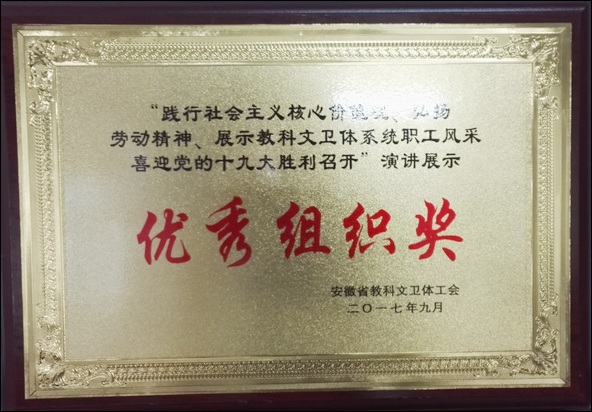 “践行社会主义核心价值观、弘扬
劳动精神、展示教科文卫体系统职工风采
喜迎党的十九大胜利召开”演讲展示
优秀组织奖
安徽省教科文卫体工会
二〇一七年九月